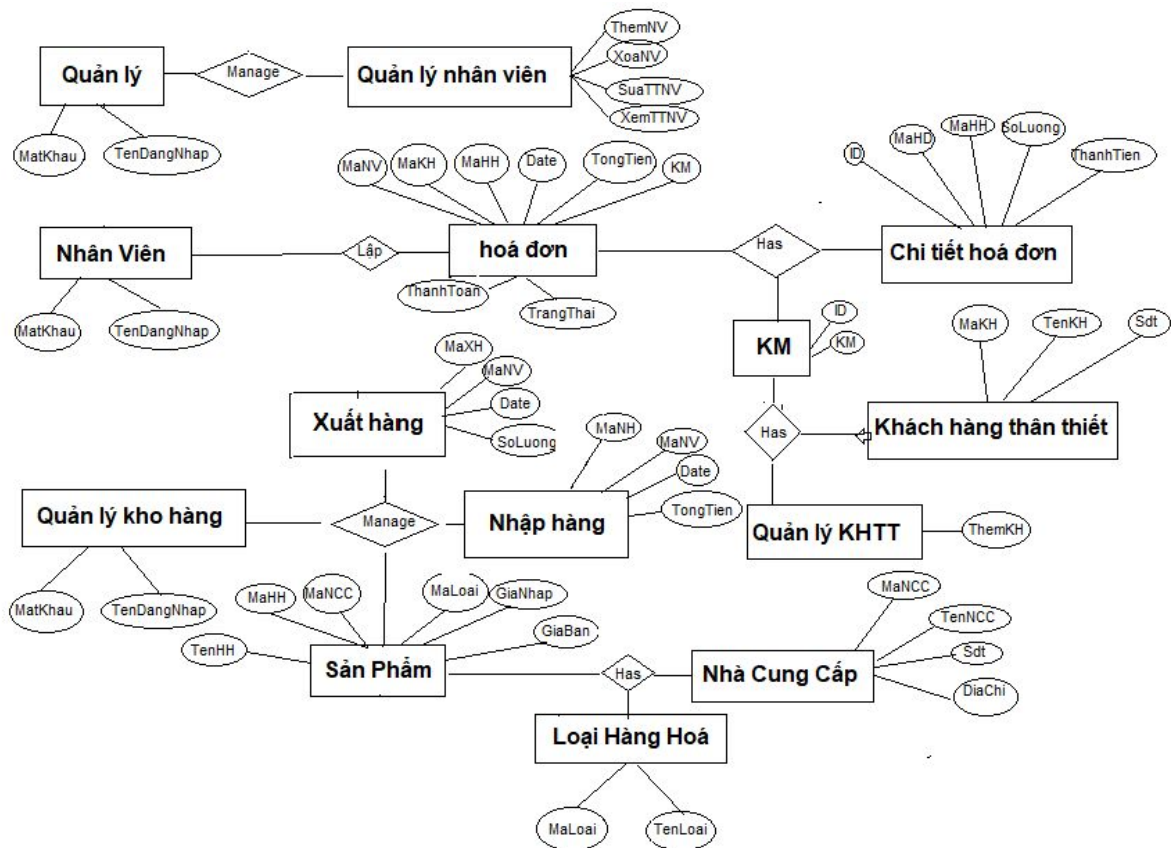 ThemNV
XoaNV
Quản lý
Manage
Quản lý nhân viên
SuaTTNV
XemTTNV
MatKhau
TenDangNhap
MaNV
MaKH
MaHH
Date
TongTien
KM
ID
MaHD
MaHH
SoLuong
ThanhTien
Nhân Viên
Lập
hoá đơn
Has
Chi tiết hoá đơn
ThanhToan
TrangThai
MatKhau
TenDangNhap
KM
ID
KM
MaKH
TenKH
Sdt
MaXH
MaNV
Date
SoLuong
Xuất hàng
Has
Khách hàng thân thiết
MaNH
MaNV
Date
TongTien
Quản lý kho hàng
Manage
Nhập hàng
Quản lý KHTT
ThemKH
MatKhau
TenDangNhap
MaHH
MaNCC
MaLoai
GiaNhap
GiaBan
TenHH
Sản Phẩm
Has
Nhà Cung Cấp
MaNCC
TenNCC
Sdt
DiaChi
Loại Hàng Hoá
MaLoai
TenLoai